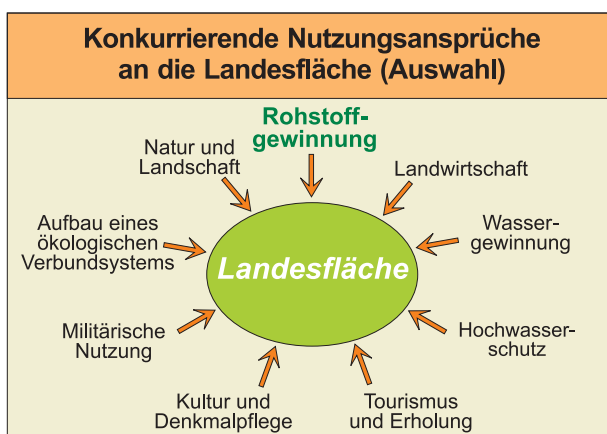 Konkurrierende Nutzungsansprüche
an die Landesfläche (Auswahl)
Rohstoff-
gewinnung
Natur und
Landschaft
Landwirtschaft
Aufbau eines
ökologischen
Verbundsystems
Wasser-
gewinnung
Landesfläche
Militärische
Nutzung
Hochwasser-
schutz
Kultur und
Denkmalpflege
Tourismus
und Erholung